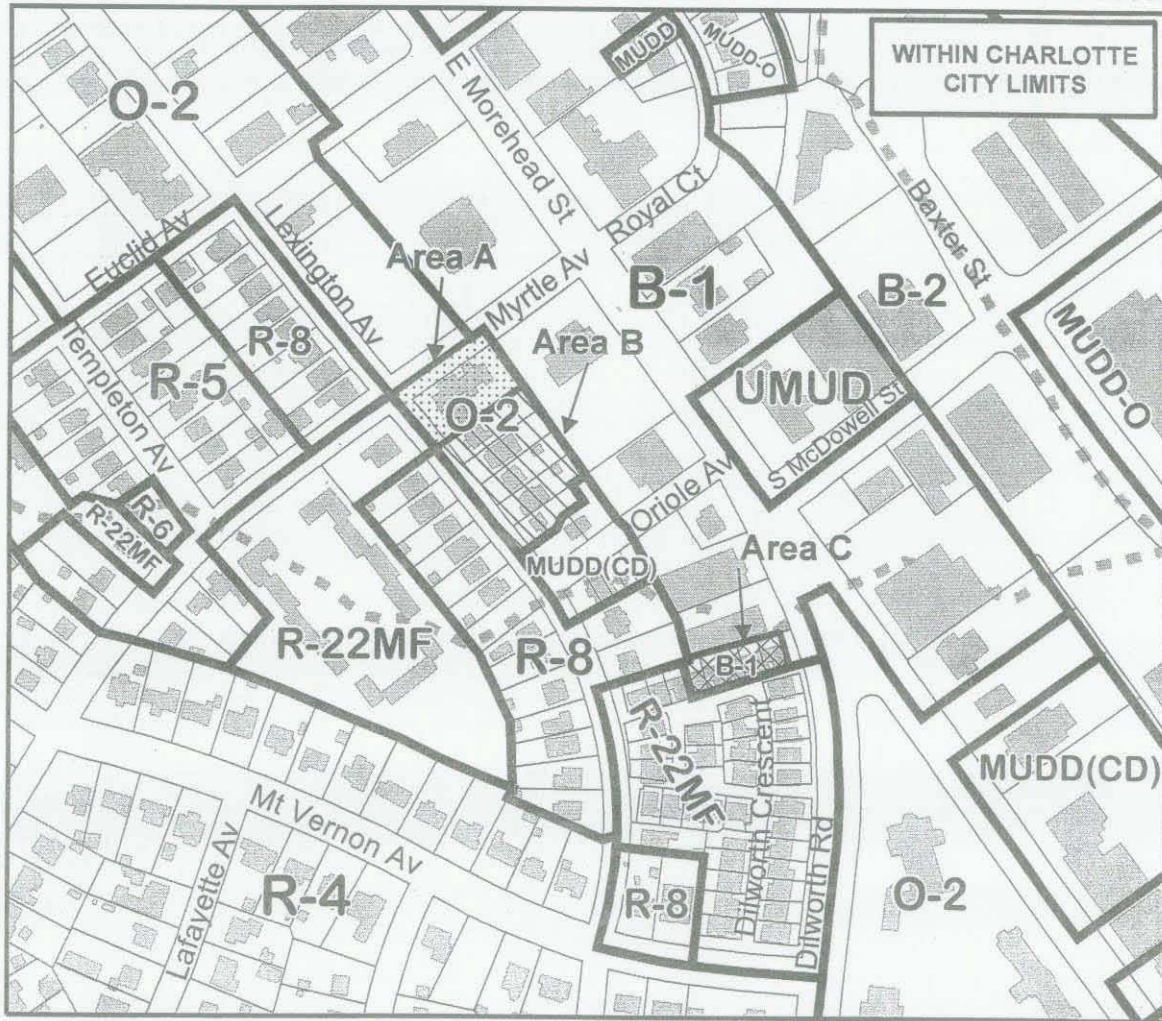 WITHIN CHARLOTTE
CITY LIMITS
MUDD
MUDD-O
O-2
E Morehead St
Royal Ct
Baxter St
Euclid Av
Lexington Av
Area A
Myrtle Av
B-1
B-2
MUDD-O
Templeton Av
R-5
R-8
Area B
O-2
UMUD
S McDowell St
R-6
R-22MF
Oriole Av
Area C
MUDD(CD)
R-22MF
R-8
B-1
R-22MF
Dilworth Crescent
MUDD(CD)
Mt Vernon Av
Lafayette Av
R-4
R-8
Dilworth Rd
O-2